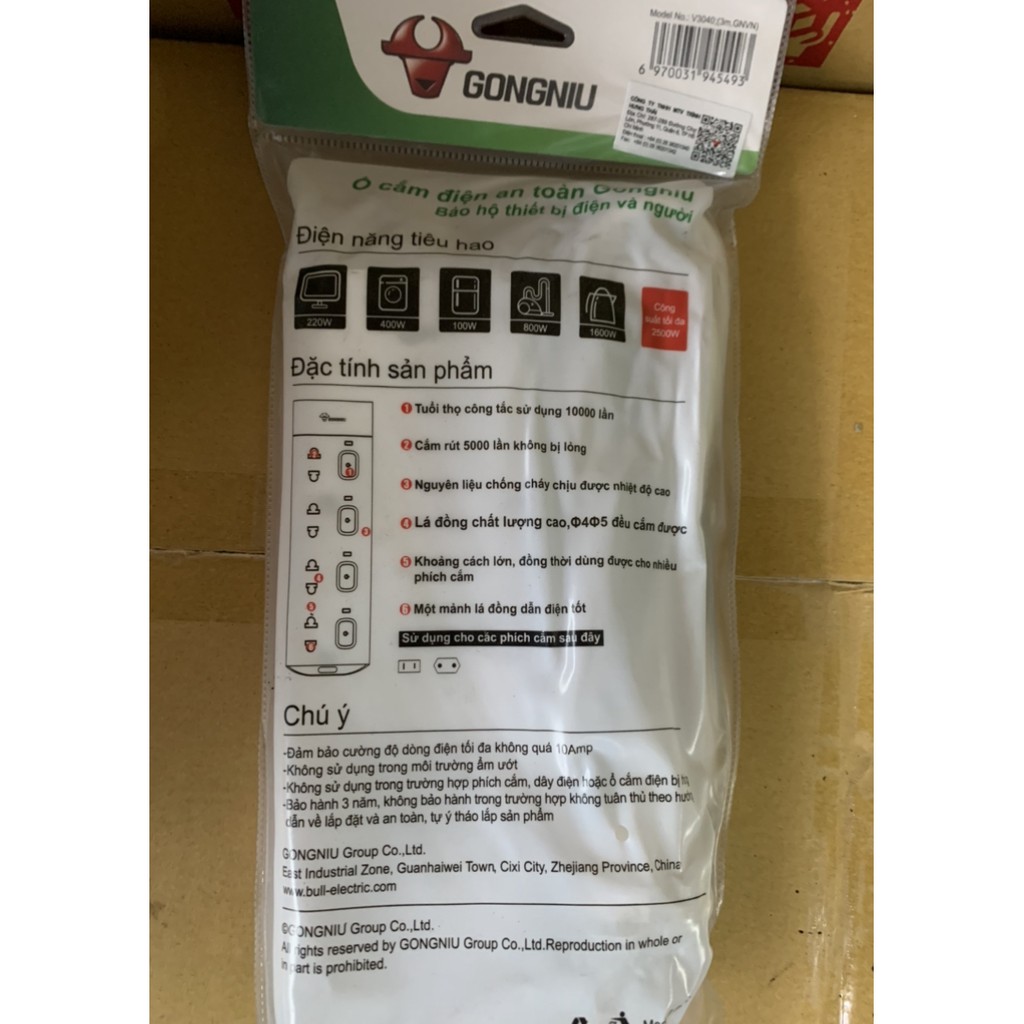 Model No.: V3040;(3m,GNVN)
GONGNIU
6 970031 945493
CÔNG TY TNHH MTV THỊNH
HƯNG THÁI
Ổ cắm điện an toàn Gongniu
Bảo hộ thiết bị điện và người
Điện năng tiêu hao
220W
400W
100W
800W
1600W
Công
suất tối đa
2500W
Đặc tính sản phẩm
1 Tuổi thọ công tắc sử dụng 10000 lần
2 Cắm rút 5000 lần không bị lỏng
3 Nguyên liệu chống cháy chịu được nhiệt độ cao
4 Lá đồng chất lượng cao,Φ4Φ5 đều cắm được
5 Khoảng cách lớn, đồng thời dùng được cho nhiều
phích cắm
6 Một mảnh lá đồng dẫn điện tốt
Sử dụng cho các phích cắm sau đây
Chú ý
-Đảm bảo cường độ dòng điện tối đa không quá 10Amp
-Không sử dụng trong môi trường ẩm ướt
-Không sử dụng trong trường hợp phích cắm, dây điện hoặc ổ cắm điện bị
-Bảo hành 3 năm, không bảo hành trong trường hợp không tuân thủ theo hướng
dẫn về lắp đặt và an toàn, tự ý tháo lắp sản phẩm
GONGNIU Group Co.,Ltd.
East Industrial Zone, Guanhaiwei Town, Cixi City, Zhejiang Province, China
www.bull-electric.com
©GONGNIU Group Co.,Ltd.
All rights reserved by GONGNIU Group Co.,Ltd.Reproduction in whole or
in part is prohibited.